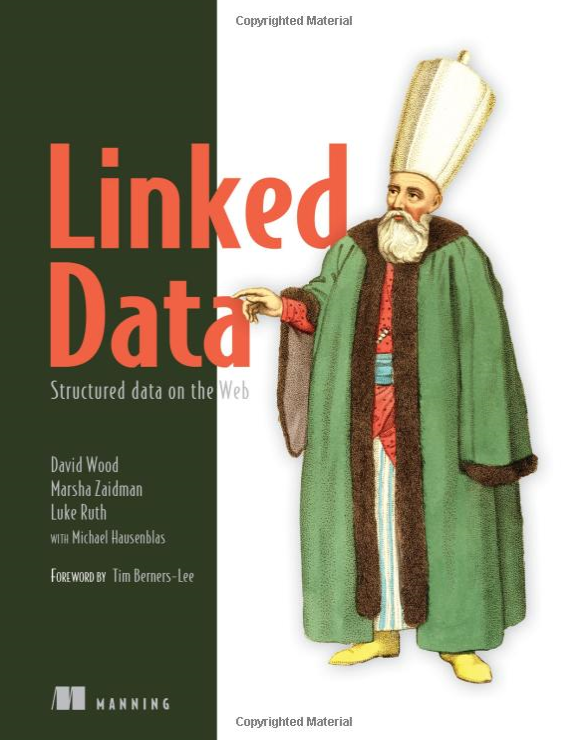 Copyrighted Material
Linked
Data
Structured data on the Web
David Wood
Marsha Zaidman
Luke Ruth
WITH Michael Hausenblas
FOREWORD BY Tim Berners-Lee
MANNING
Copyrighted Material